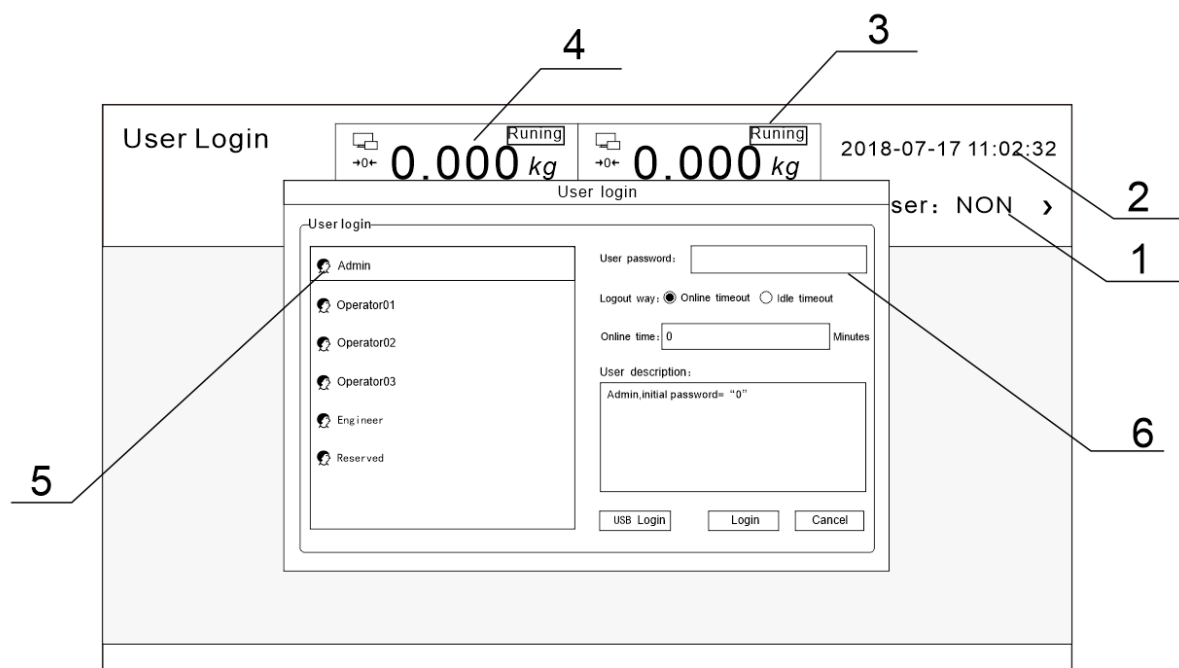 4
3
User Login
Runing
→0← 0.000 kg
Runing
→0← 0.000 kg
2018-07-17 11:02:32
2
User login
ser: NON ›
1
User login
Admin
Operator01
Operator02
Operator03
Engineer
Reserved
5
User password:
Logout way: Online timeout Idle timeout
Online time: 0 Minutes
User description:
Admin,initial password= “0”
6
USB Login Login Cancel